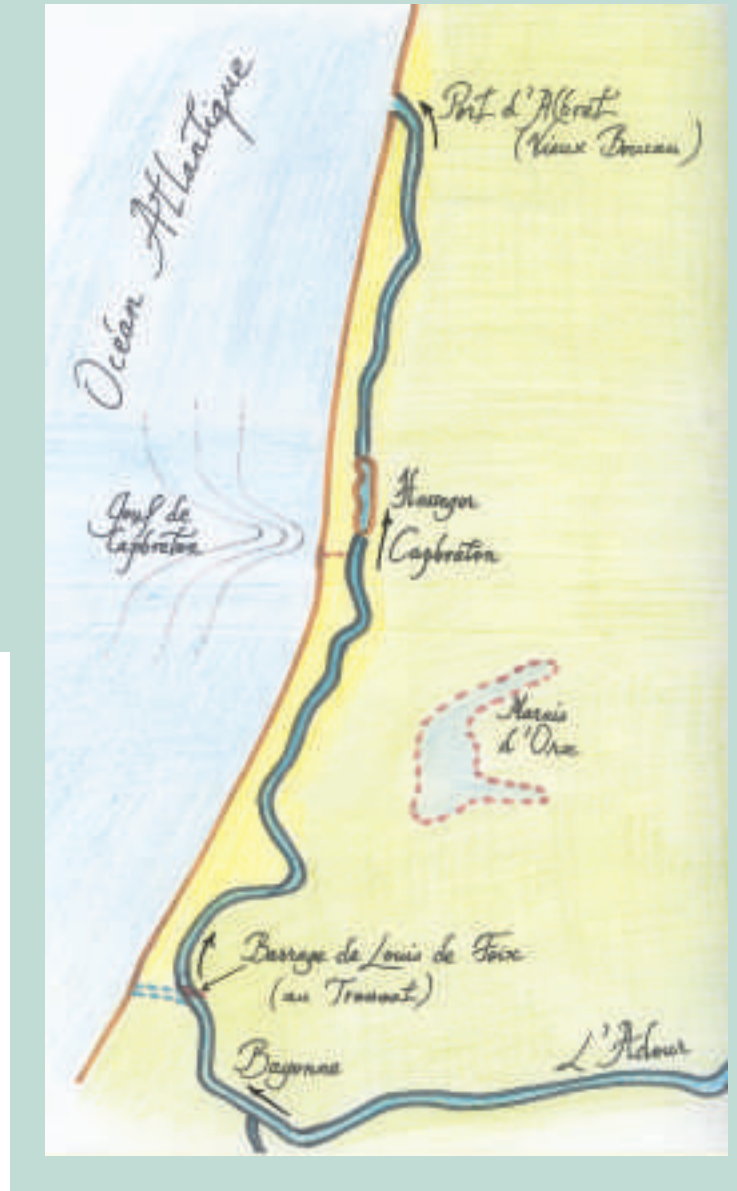 Océan Atlantique
Port d'Albret
(Vieux Boucau)
Gouf de
Capbreton
Hossegor
Capbreton
Marais
d'Orx
Barrage de Louis de Foix
(au Trossoat)
Bayonne
L'Adour